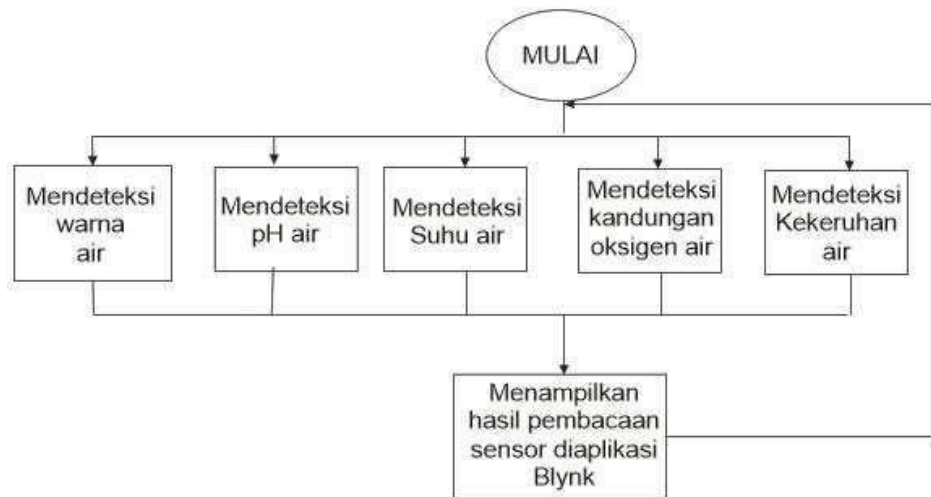 MULAI
Mendeteksi
warna
air
Mendeteksi
pH air
Mendeteksi
Suhu air
Mendeteksi
kandungan
oksigen air
Mendeteksi
Kekeruhan
air
Menampilkan
hasil pembacaan
sensor diaplikasi
Blynk